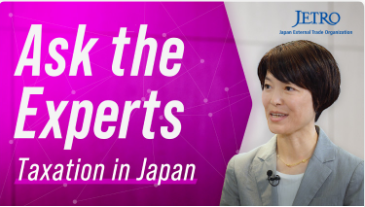 Ask the
Experts
Taxation in Japan
JETRO
Japan External Trade Organization